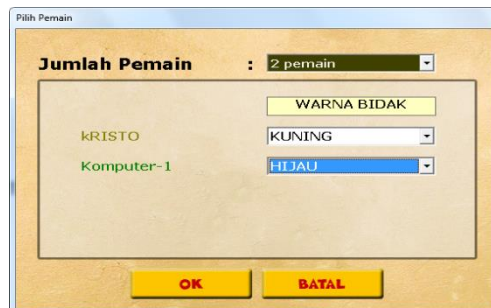 Pilih Pemain
Jumlah Pemain : 2 pemain
WARNA BIDAK
kRISTO KUNING
Komputer-1 HIJAU
OK BATAL